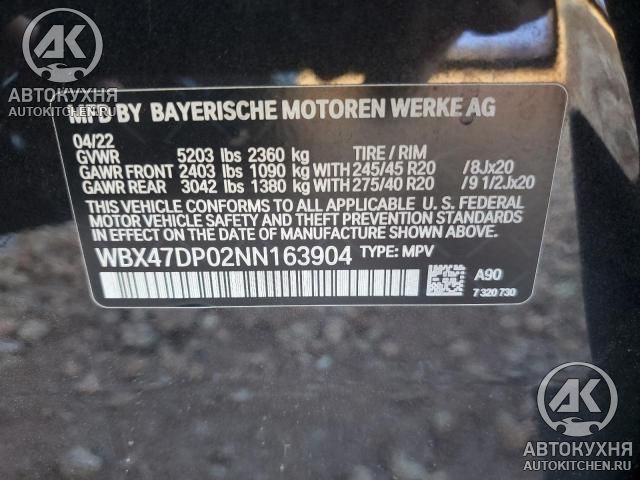 AK
АВТОКУХНЯ
AUTOKITCHEN.RU
MFD BY BAYERISCHE MOTOREN WERKE AG
04/22
GVWR 5203 lbs 2360 kg TIRE / RIM
GAWR FRONT 2403 lbs 1090 kg WITH 245/45 R20 /8Jx20
GAWR REAR 3042 lbs 1380 kg WITH 275/40 R20 /9 1/2Jx20
THIS VEHICLE CONFORMS TO ALL APPLICABLE U. S. FEDERAL
MOTOR VEHICLE SAFETY AND THEFT PREVENTION STANDARDS
IN EFFECT ON THE DATE OF MANUFACTURE SHOWN ABOVE.
WBX47DP02NN163904 TYPE: MPV
A90
7 320 730
AK
АВТОКУХНЯ
AUTOKITCHEN.RU